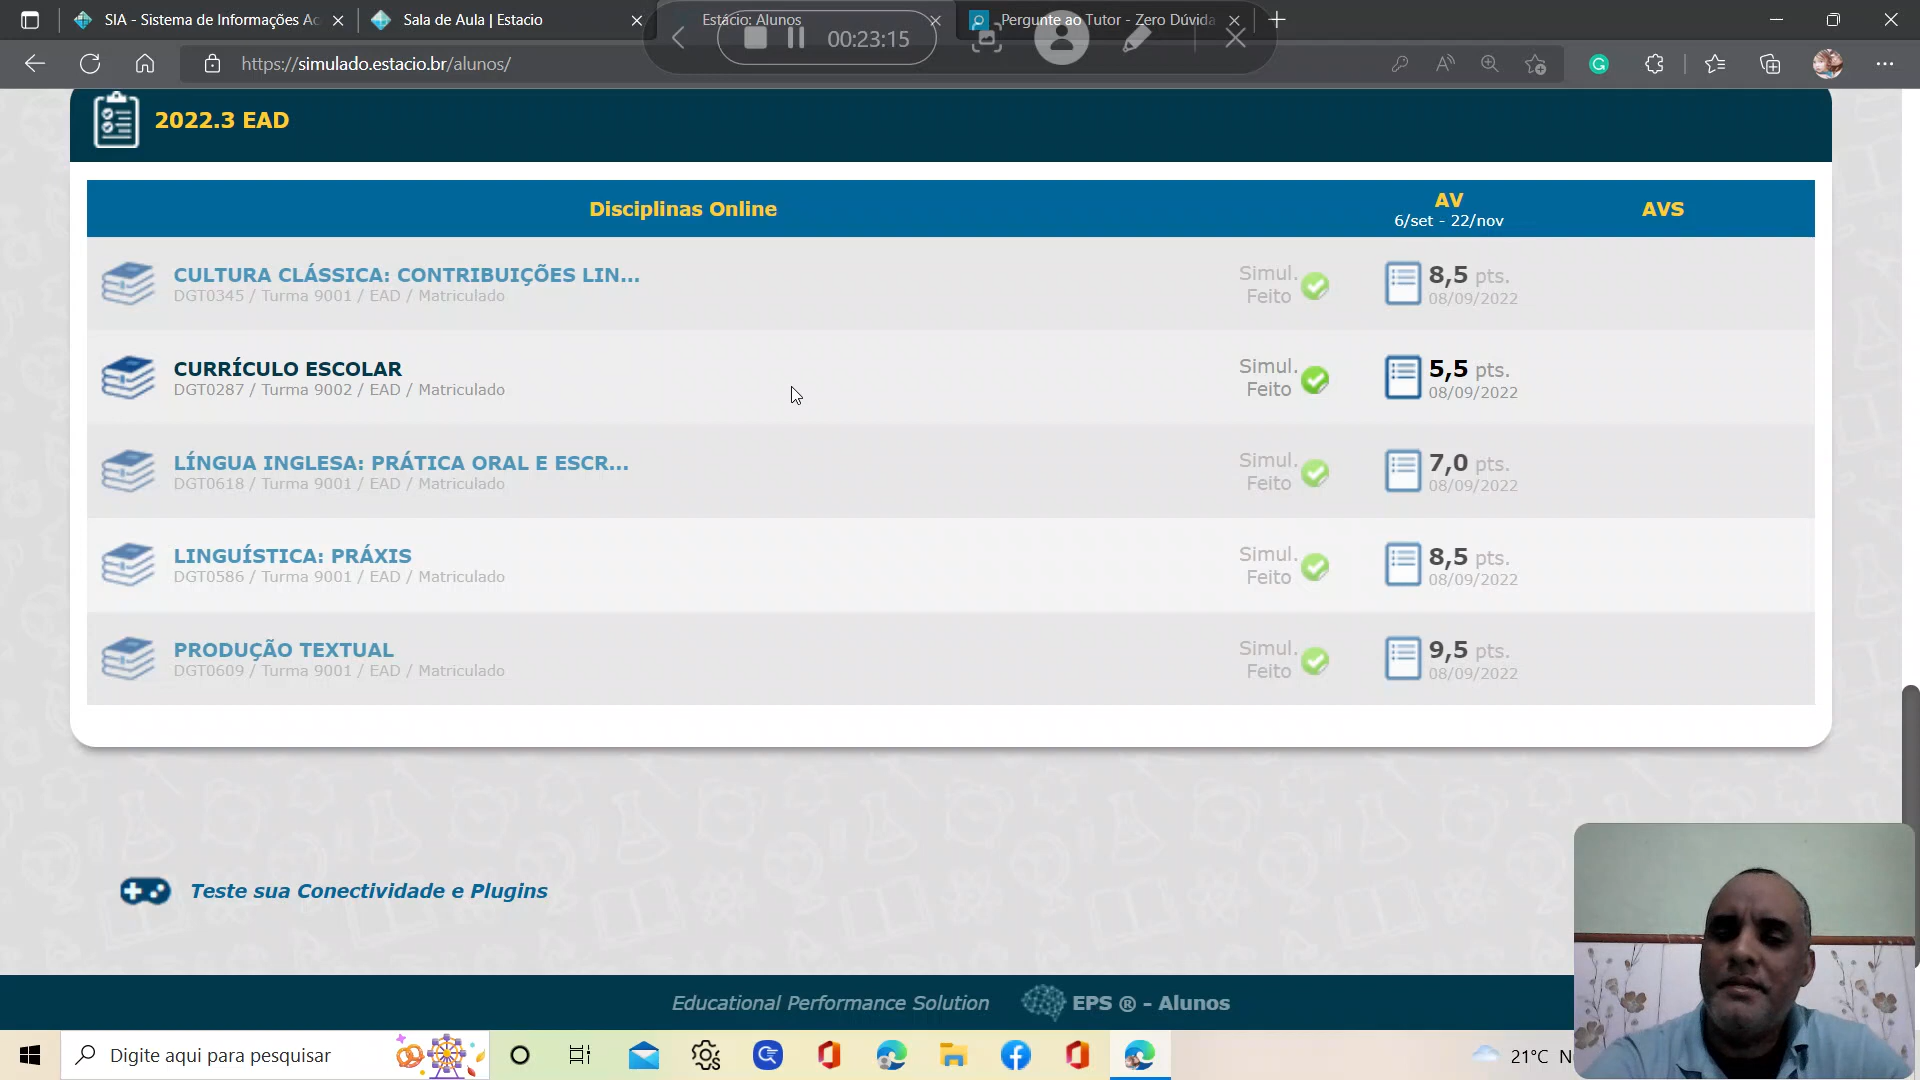 SIA - Sistema de Informações Ac
Sala de Aula | Estacio
Estácio: Alunos
Pergunte ao Tutor - Zero Dúvida
00:23:15
https://simulado.estacio.br/alunos/
2022.3 EAD
Disciplinas Online
AV
6/set - 22/nov
AVS
CULTURA CLÁSSICA: CONTRIBUIÇÕES LIN...
DGT0345 / Turma 9001 / EAD / Matriculado
Simul.
Feito
8,5 pts.
08/09/2022
CURRÍCULO ESCOLAR
DGT0287 / Turma 9002 / EAD / Matriculado
Simul.
Feito
5,5 pts.
08/09/2022
LÍNGUA INGLESA: PRÁTICA ORAL E ESCR...
DGT0618 / Turma 9001 / EAD / Matriculado
Simul.
Feito
7,0 pts.
08/09/2022
LINGUÍSTICA: PRÁXIS
DGT0586 / Turma 9001 / EAD / Matriculado
Simul.
Feito
8,5 pts.
08/09/2022
PRODUÇÃO TEXTUAL
DGT0609 / Turma 9001 / EAD / Matriculado
Simul.
Feito
9,5 pts.
08/09/2022
Teste sua Conectividade e Plugins
Educational Performance Solution
EPS ® - Alunos
Digite aqui para pesquisar
21°C N